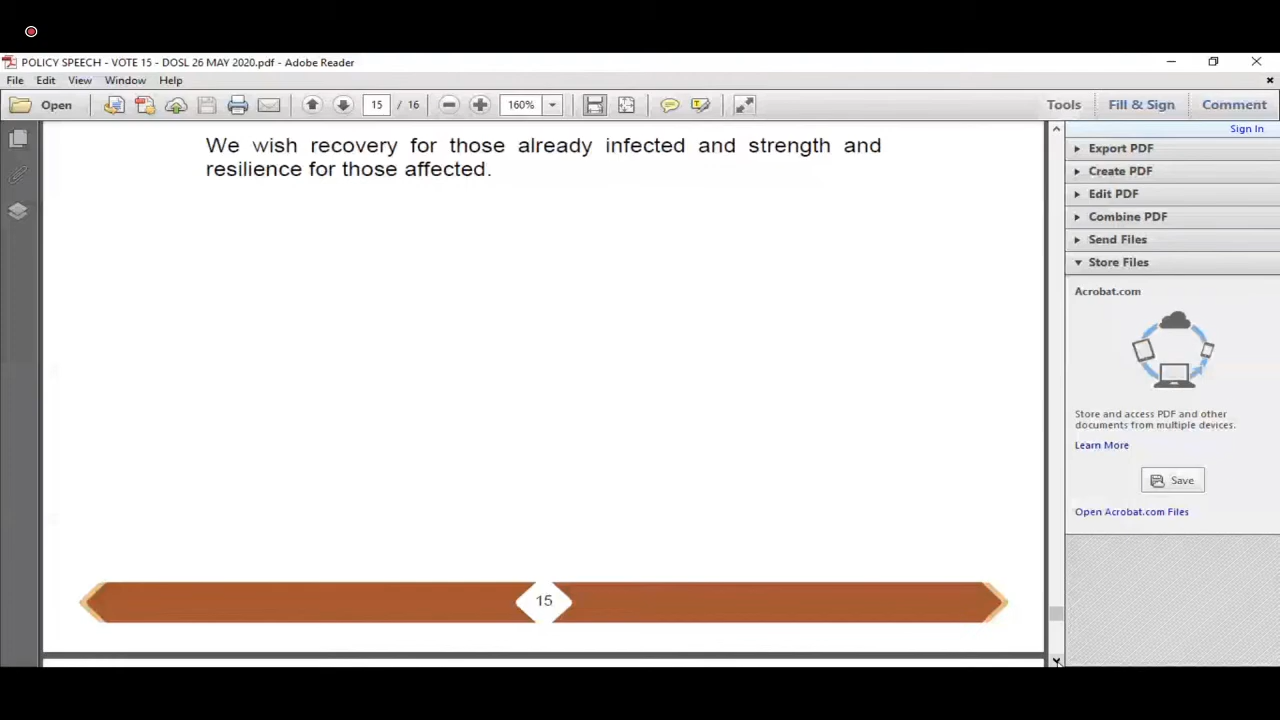 POLICY SPEECH - VOTE 15 - DOSL 26 MAY 2020.pdf - Adobe Reader
File Edit View Window Help
Open 15 / 16 160% Tools Fill & Sign Comment
Sign In
We wish recovery for those already infected and strength and
resilience for those affected.
Export PDF
Create PDF
Edit PDF
Combine PDF
Send Files
Store Files
Acrobat.com
Store and access PDF and other
documents from multiple devices.
Learn More
Save
Open Acrobat.com Files
15